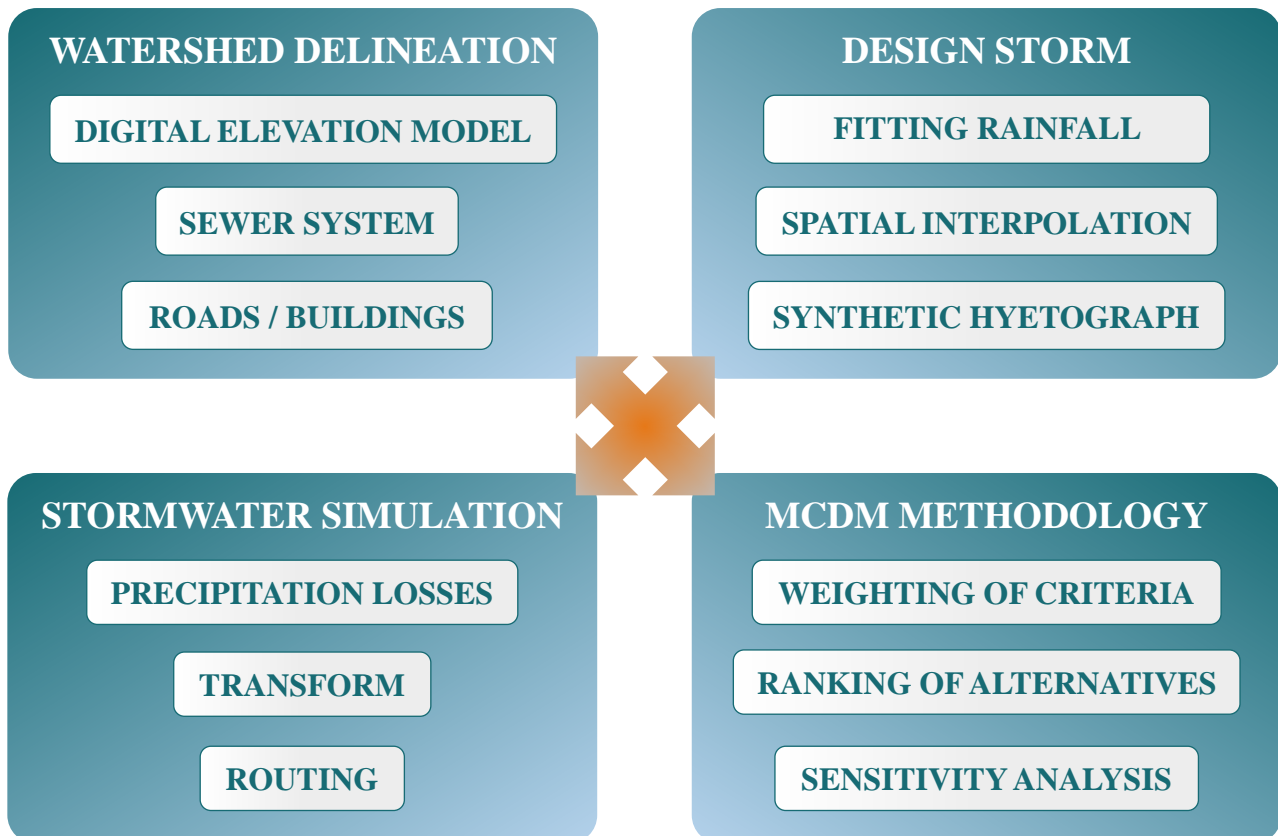 WATERSHED DELINEATION
DIGITAL ELEVATION MODEL
SEWER SYSTEM
ROADS / BUILDINGS
DESIGN STORM
FITTING RAINFALL
SPATIAL INTERPOLATION
SYNTHETIC HYETOGRAPH
STORMWATER SIMULATION
PRECIPITATION LOSSES
TRANSFORM
ROUTING
MCDM METHODOLOGY
WEIGHTING OF CRITERIA
RANKING OF ALTERNATIVES
SENSITIVITY ANALYSIS